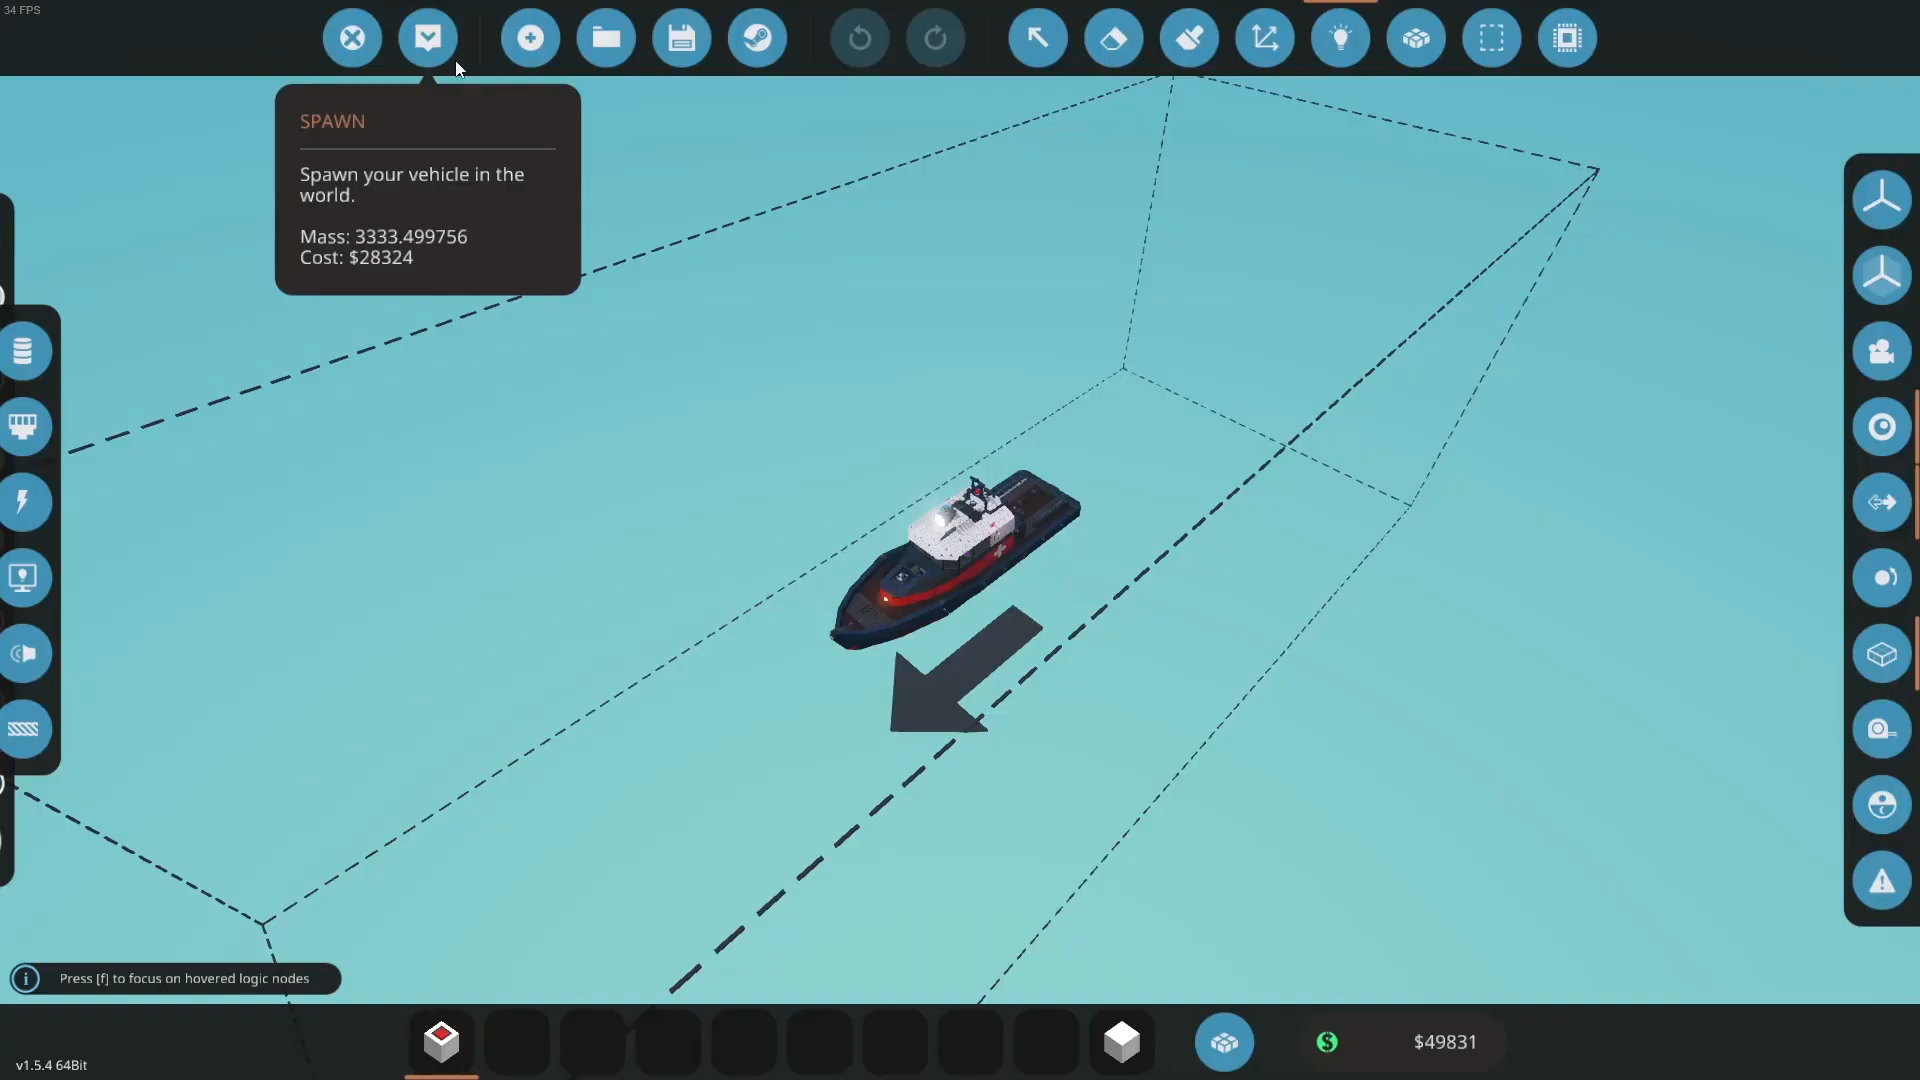 34 FPS
SPAWN
Spawn your vehicle in the
world.
Mass: 3333.499756
Cost: $28324
Press [f] to focus on hovered logic nodes
$49831
v1.5.4 64Bit